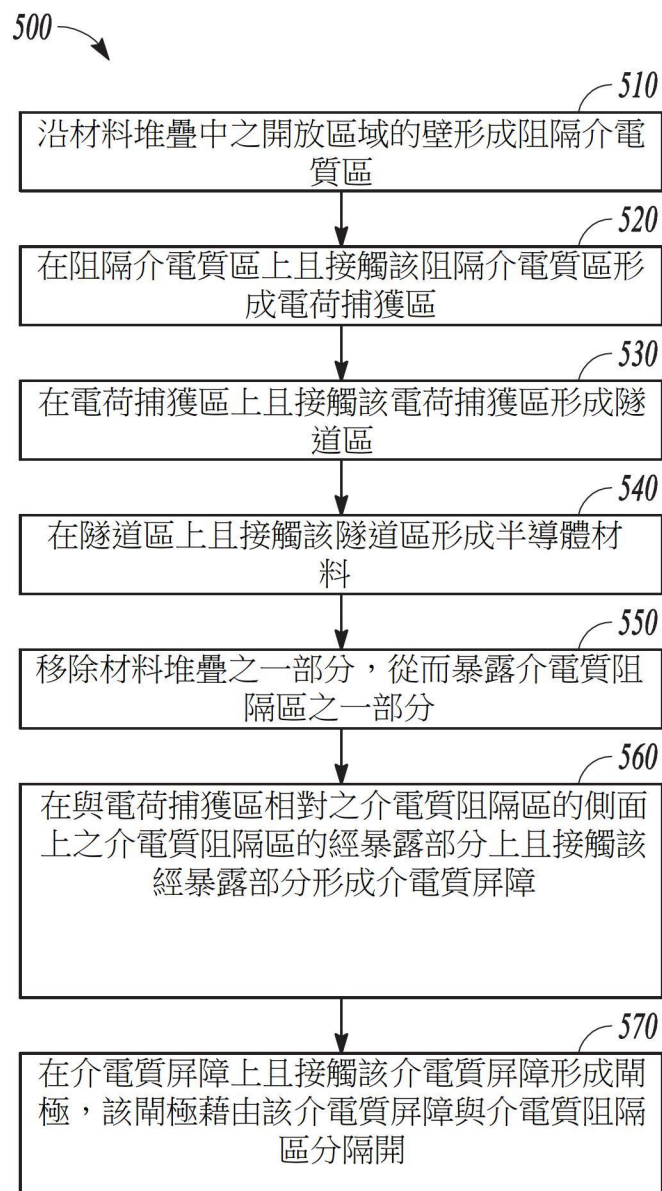 500
510
沿材料堆疊中之開放區域的壁形成阻隔介電
質區
520
在阻隔介電質區上且接觸該阻隔介電質區形
成電荷捕獲區
530
在電荷捕獲區上且接觸該電荷捕獲區形成隧
道區
540
在隧道區上且接觸該隧道區形成半導體材
料
550
移除材料堆疊之一部分，從而暴露介電質阻
隔區之一部分
560
在與電荷捕獲區相對之介電質阻隔區的側面
上之介電質阻隔區的經暴露部分上且接觸該
經暴露部分形成介電質屏障
570
在介電質屏障上且接觸該介電質屏障形成閘
極，該閘極藉由該介電質屏障與介電質阻隔
區分隔開